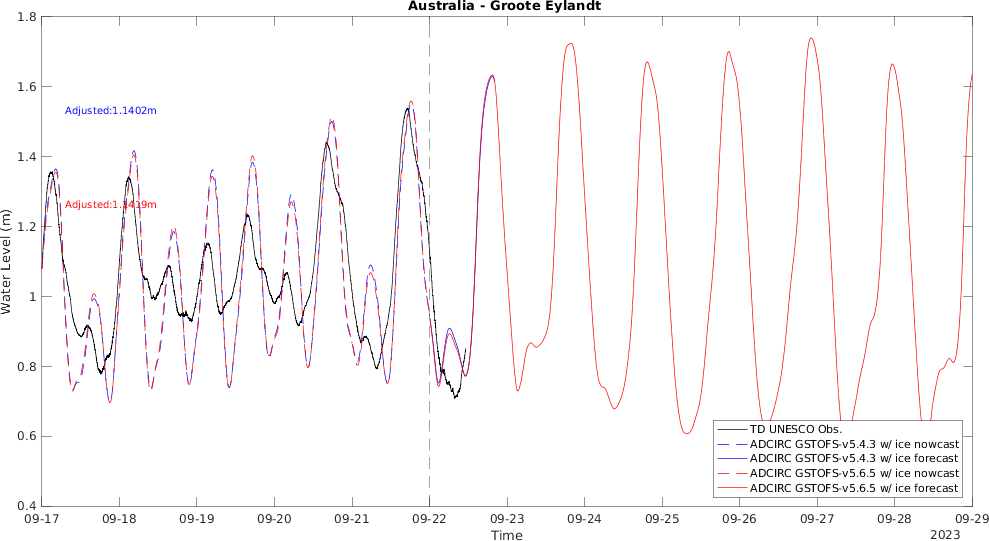 Australia - Groote Eylandt
1.8
1.6
1.4
1.2
1
0.8
0.6
0.4
Water Level (m)
Adjusted:1.1402m
Adjusted:1.1419m
TD UNESCO Obs.
ADCIRC GSTOFS-v5.4.3 w/ ice nowcast
ADCIRC GSTOFS-v5.4.3 w/ ice forecast
ADCIRC GSTOFS-v5.6.5 w/ ice nowcast
ADCIRC GSTOFS-v5.6.5 w/ ice forecast
09-17 09-18 09-19 09-20 09-21 09-22 09-23 09-24 09-25 09-26 09-27 09-28 09-29
Time
2023